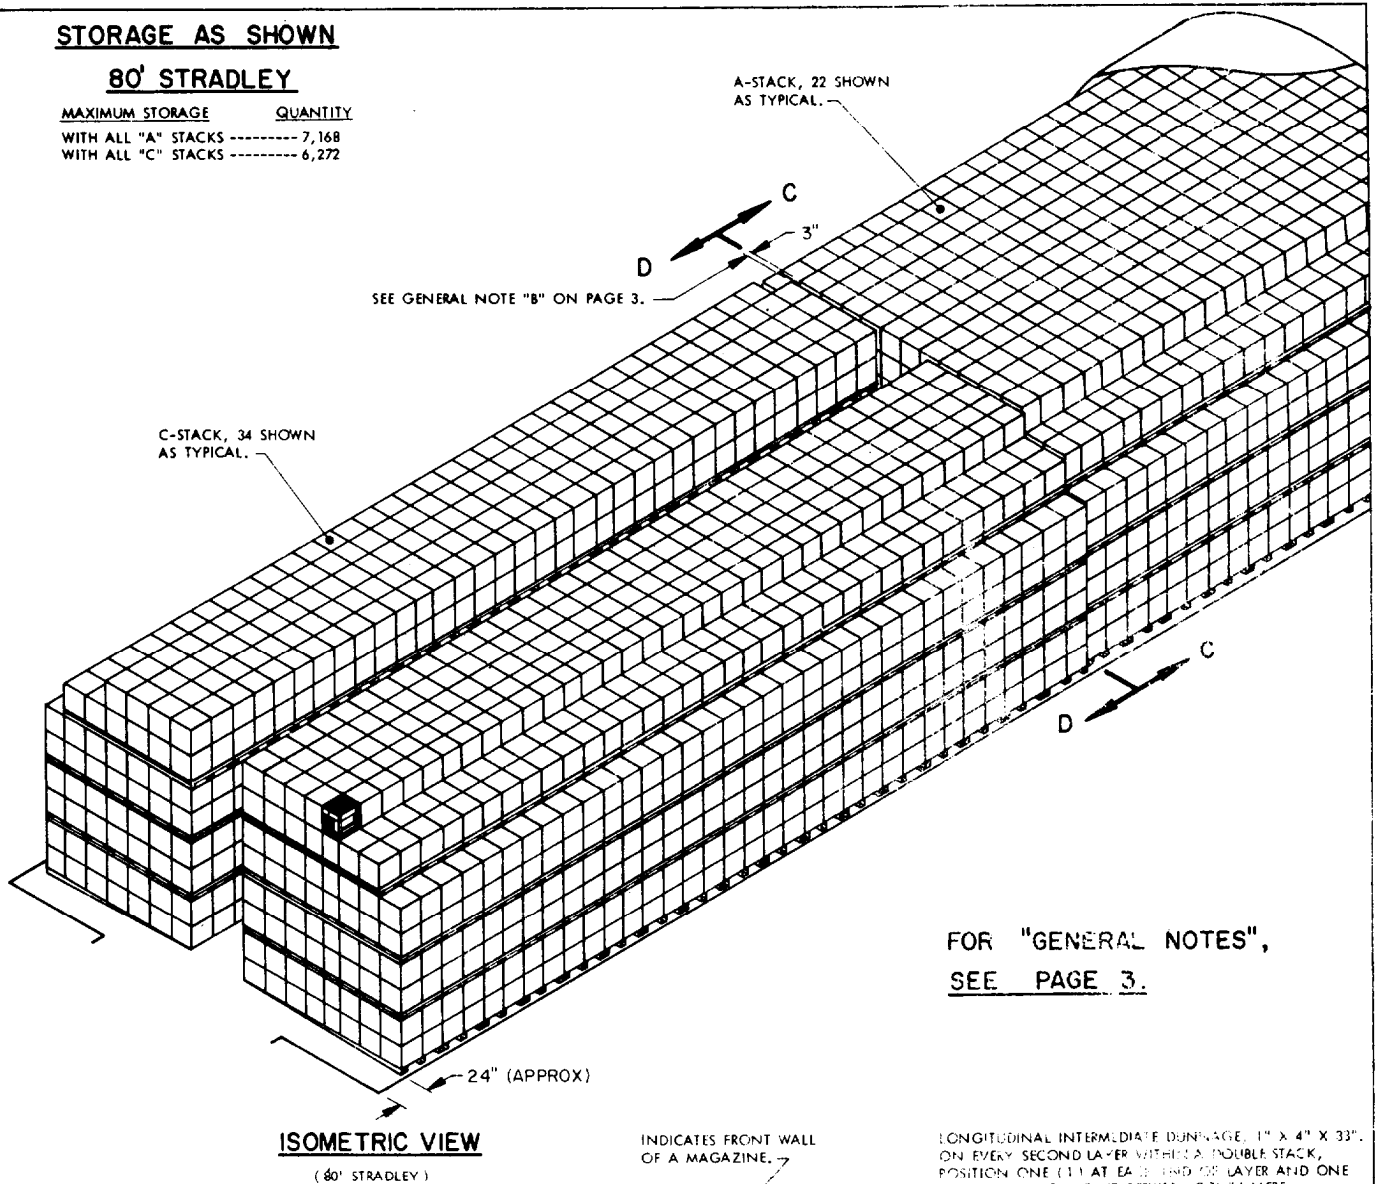 STORAGE AS SHOWN
80' STRADLEY
MAXIMUM STORAGE QUANTITY
WITH ALL "A" STACKS --------- 7,168
WITH ALL "C" STACKS --------- 6,272
A-STACK, 22 SHOWN
AS TYPICAL.
C
D
3"
SEE GENERAL NOTE "B" ON PAGE 3.
C-STACK, 34 SHOWN
AS TYPICAL.
C
D
FOR "GENERAL NOTES",
SEE PAGE 3.
24" (APPROX)
ISOMETRIC VIEW
(80' STRADLEY)
INDICATES FRONT WALL
OF A MAGAZINE.
LONGITUDINAL INTERMEDIATE DUNNAGE, 1" X 4" X 33".
ON EVERY SECOND LAYER WITHIN A DOUBLE STACK,
POSITION ONE (1) AT EACH END OF LAYER AND ONE